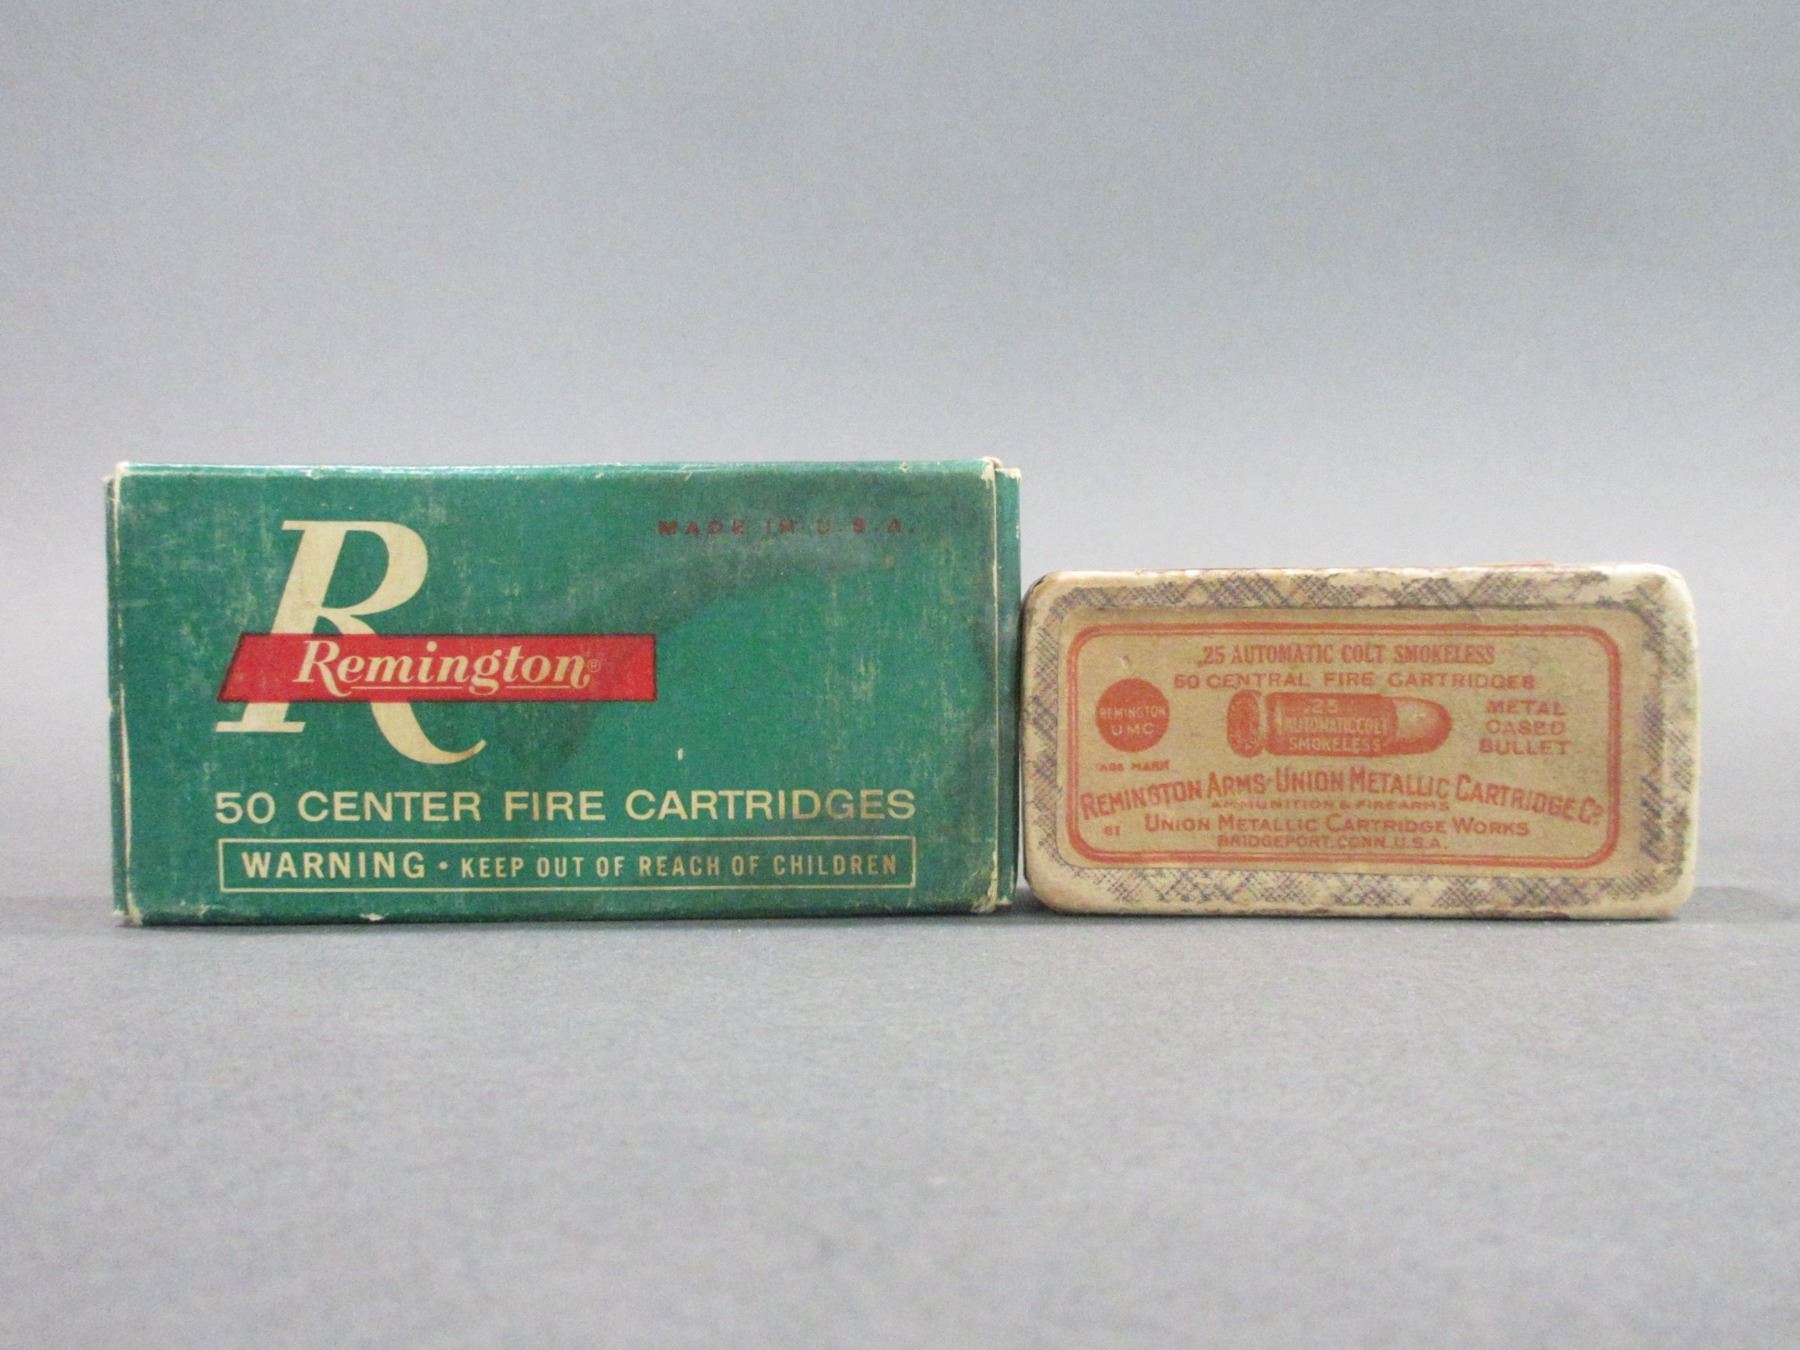 MADE IN U.S.A.
R
Remington®
50 CENTER FIRE CARTRIDGES
WARNING • KEEP OUT OF REACH OF CHILDREN
.25 AUTOMATIC COLT SMOKELESS
50 CENTRAL FIRE CARTRIDGES
REMINGTON
UMC
.25
AUTOMATIC COLT
SMOKELESS
METAL
CASED
BULLET
MARK
REMINGTON ARMS-UNION METALLIC CARTRIDGE CO.
AMMUNITION & FIREARMS
61 UNION METALLIC CARTRIDGE WORKS
BRIDGEPORT, CONN. U.S.A.